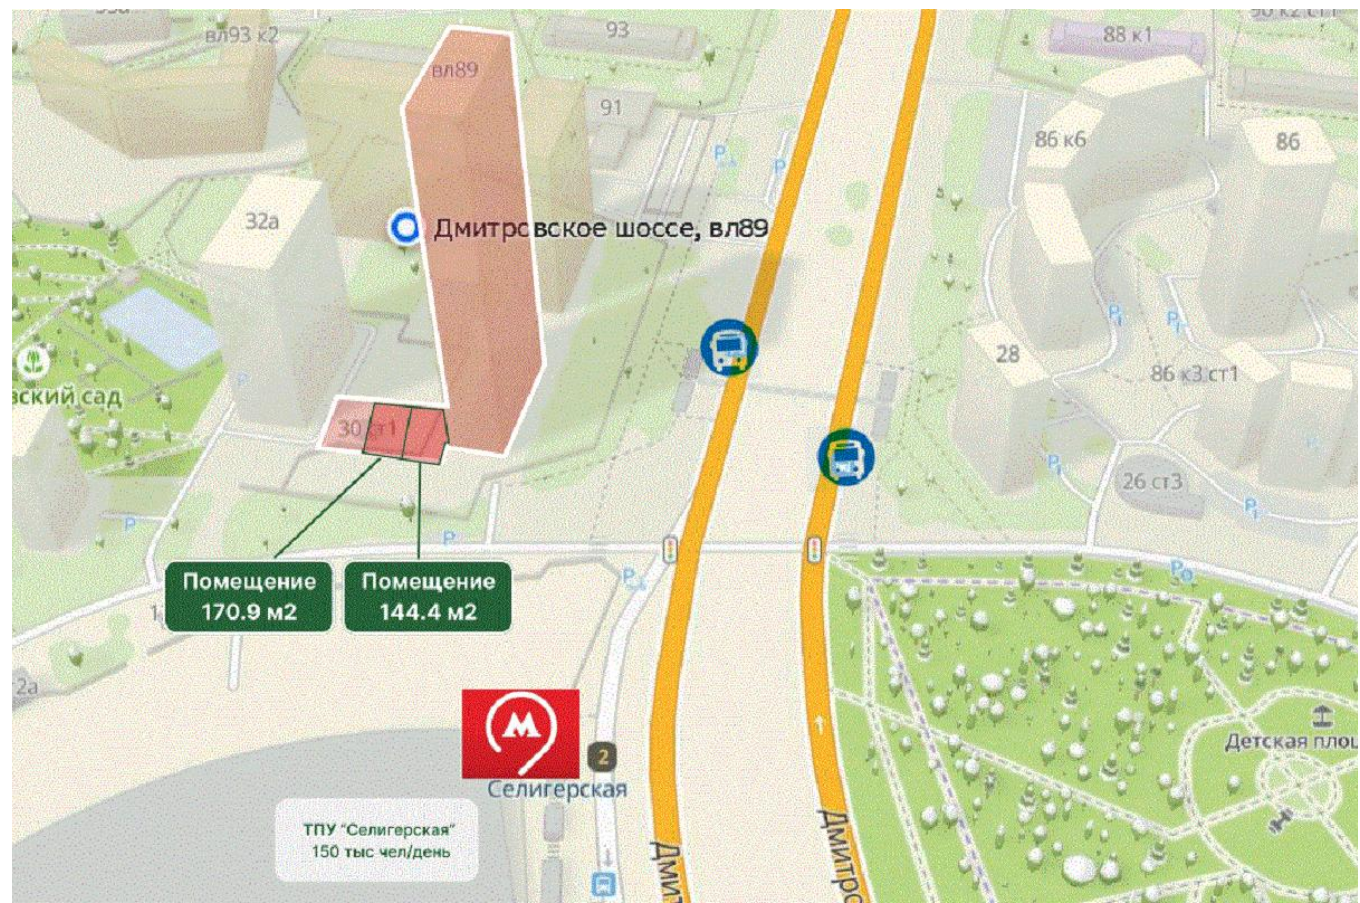 вл93 к2
93
88 к1
вл89
91
86 к6
86
32а
Дмитровское шоссе, вл89
28
86 к3.ст1
ский сад
30 ст1
26 ст3
Помещение
170.9 м2
Помещение
144.4 м2
2а
М
2
Селигерская
Детская площ
ТПУ "Селигерская"
150 тыс чел/день
Дмит
Дмитро